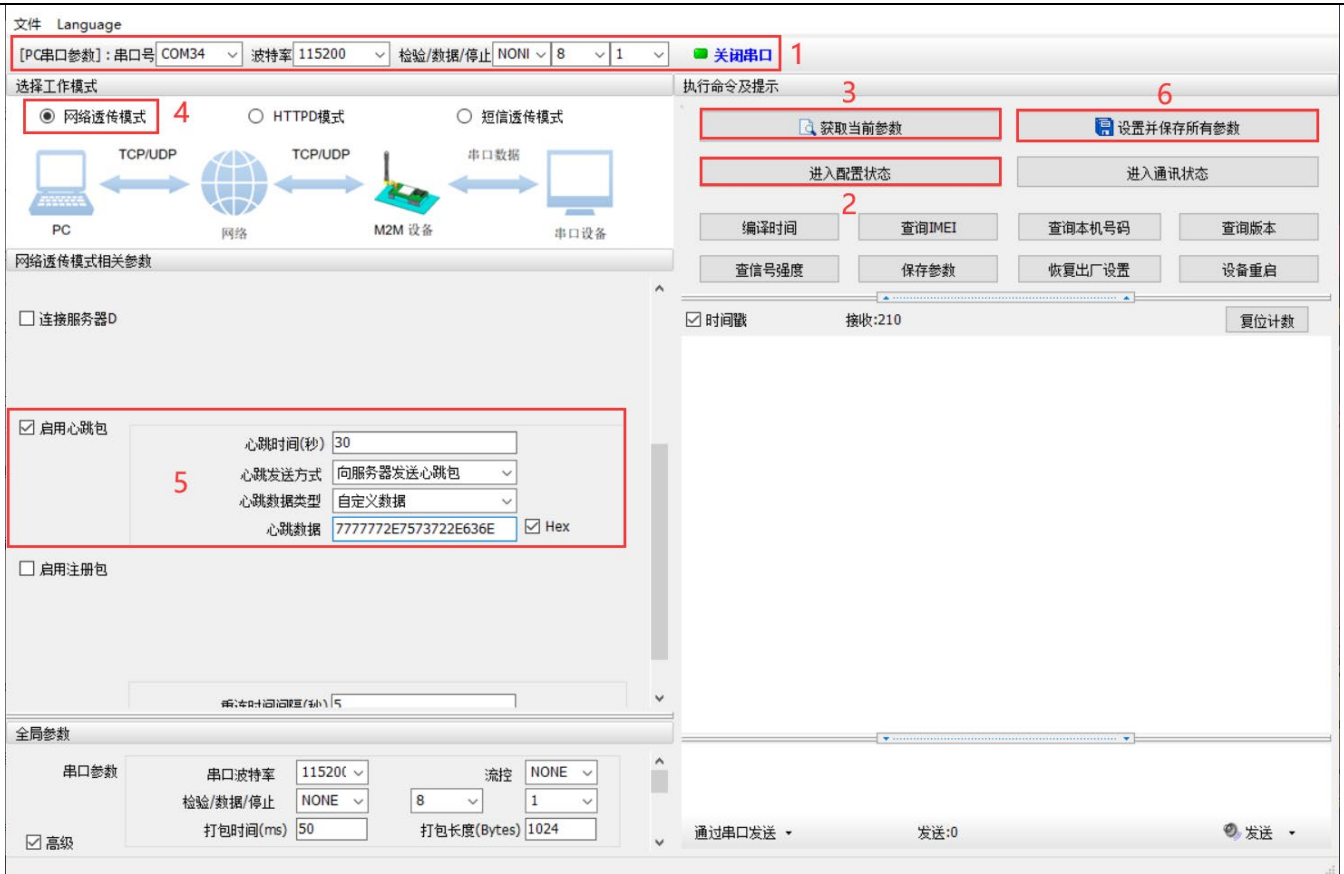 文件 Language
[PC串口参数]：串口号 COM34 波特率 115200 检验/数据/停止 NONI 8 1 关闭串口 1
选择工作模式
网络透传模式 4 HTTPD模式 短信透传模式
TCP/UDP TCP/UDP 串口数据
PC 网络 M2M 设备 串口设备
网络透传模式相关参数
连接服务器D
启用心跳包
心跳时间(秒) 30
心跳发送方式 向服务器发送心跳包
5
心跳数据类型 自定义数据
心跳数据 7777772E7573722E636E Hex
启用注册包
重连时间间隔(秒) 5
全局参数
串口参数 串口波特率 115200 流控 NONE
检验/数据/停止 NONE 8 1
打包时间(ms) 50 打包长度(Bytes) 1024
高级
执行命令及提示
3 6
获取当前参数 设置并保存所有参数
进入配置状态 进入通讯状态
2
编译时间 查询IMEI 查询本机号码 查询版本
查信号强度 保存参数 恢复出厂设置 设备重启
时间戳 接收:210 复位计数
通过串口发送 发送:0 发送